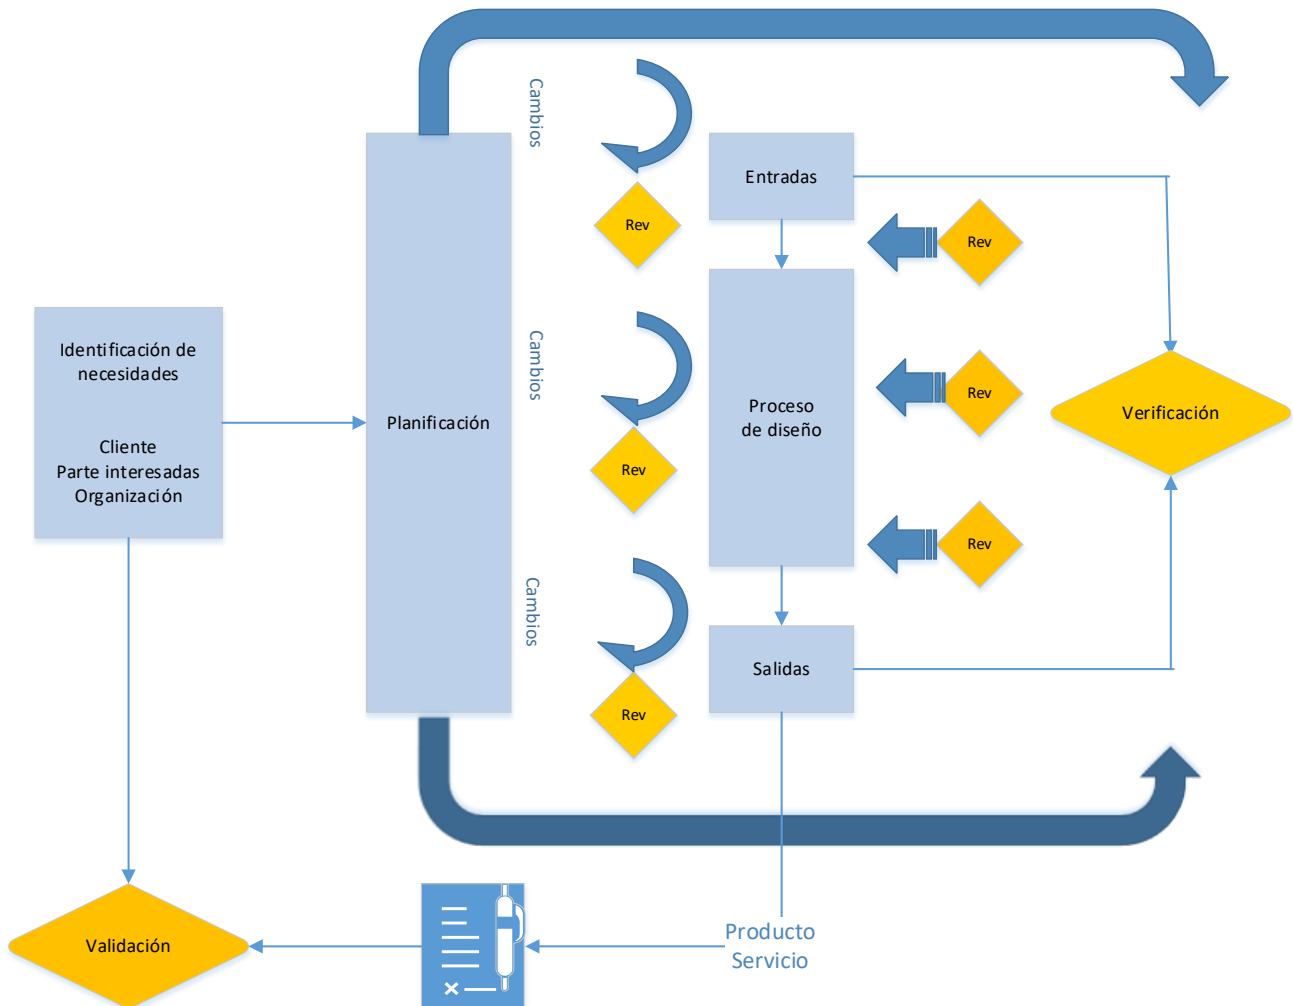 Cambios
Entradas
Rev
Rev
Identificación de
necesidades
Cliente
Parte interesadas
Organización
Planificación
Cambios
Rev
Proceso
de diseño
Rev
Verificación
Rev
Cambios
Salidas
Rev
Validación
Producto
Servicio